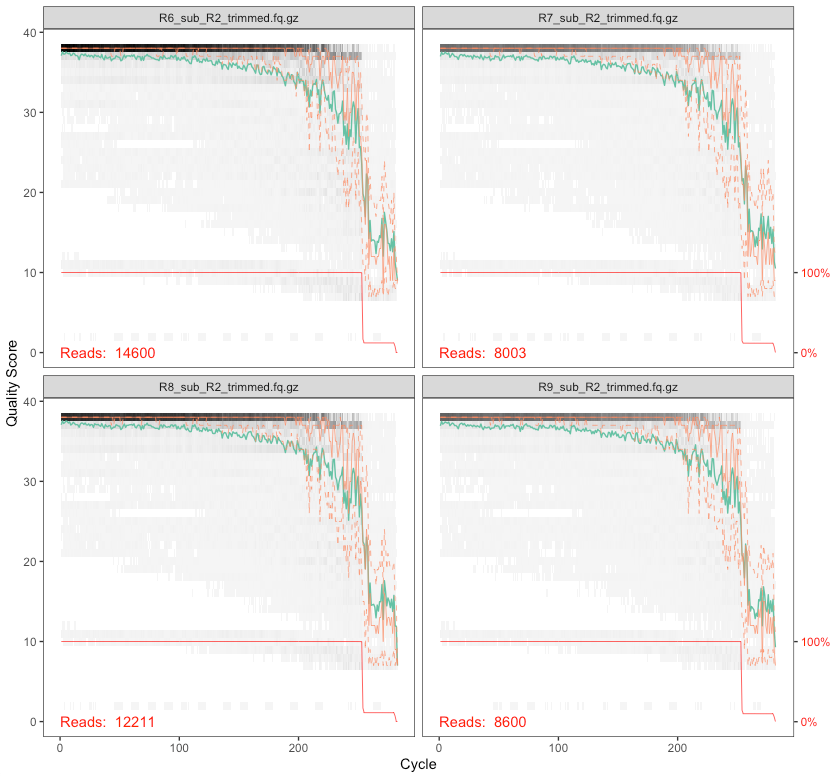 R6_sub_R2_trimmed.fq.gz
R7_sub_R2_trimmed.fq.gz
40
30
20
10
0
Reads: 14600
Reads: 8003
100%
0%
R8_sub_R2_trimmed.fq.gz
R9_sub_R2_trimmed.fq.gz
40
30
20
10
0
Reads: 12211
Reads: 8600
100%
0%
0
100
200
0
100
200
Quality Score
Cycle